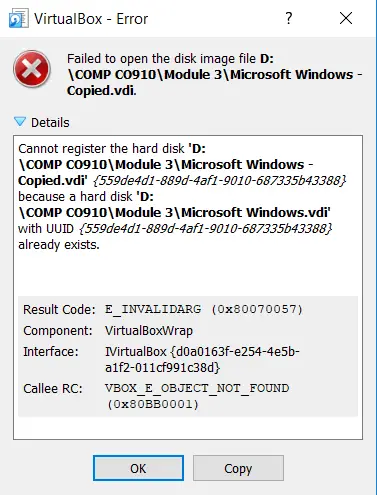 VirtualBox - Error
?
Failed to open the disk image file D:
\COMP CO910\Module 3\Microsoft Windows -
Copied.vdi.
Details
Cannot register the hard disk 'D:
\COMP CO910\Module 3\Microsoft Windows -
Copied.vdi' {559de4d1-889d-4af1-9010-687335b43388}
because a hard disk 'D:
\COMP CO910\Module 3\Microsoft Windows.vdi'
with UUID {559de4d1-889d-4af1-9010-687335b43388}
already exists.
Result Code: E_INVALIDARG (0x80070057)
Component: VirtualBoxWrap
Interface: IVirtualBox {d0a0163f-e254-4e5b-
a1f2-011cf991c38d}
Callee RC: VBOX_E_OBJECT_NOT_FOUND
(0x80BB0001)
OK Copy